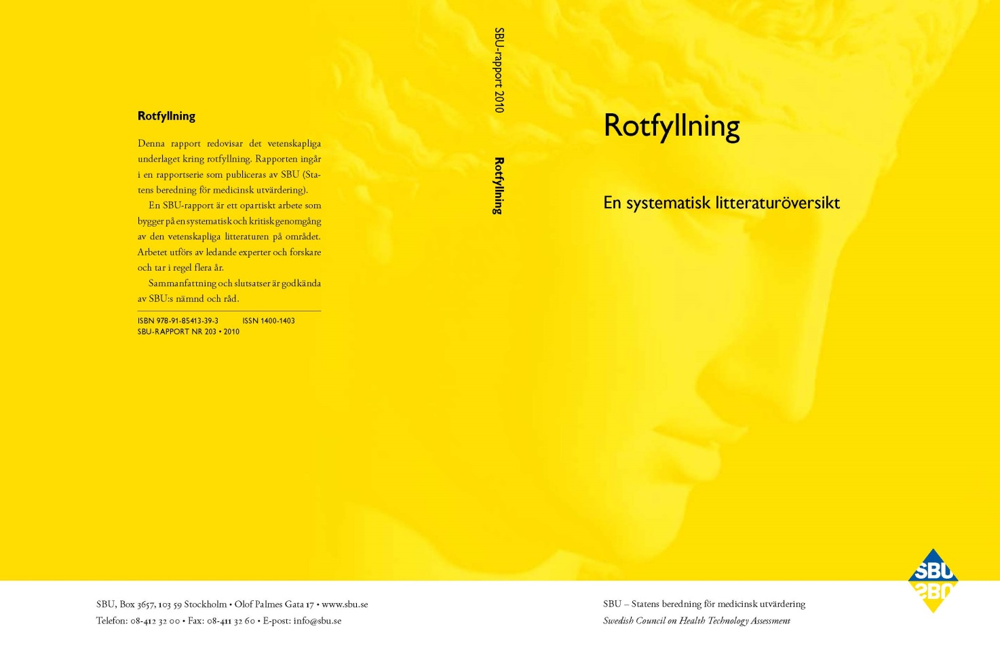 Rotfyllning
Denna rapport redovisar det vetenskapliga
underlaget kring rotfyllning. Rapporten ingår
i en rapportserie som publiceras av SBU (Sta-
tens beredning för medicinsk utvärdering).
En SBU-rapport är ett opartiskt arbete som
bygger på en systematisk och kritisk genomgång
av den vetenskapliga litteraturen på området.
Arbetet utförs av ledande experter och forskare
och tar i regel flera år.
Sammanfattning och slutsatser är godkända
av SBU:s nämnd och råd.
ISBN 978-91-85413-39-3 ISSN 1400-1403
SBU-RAPPORT NR 203 • 2010
SBU, Box 3657, 103 59 Stockholm • Olof Palmes Gata 17 • www.sbu.se
Telefon: 08-412 32 00 • Fax: 08-411 32 60 • E-post: info@sbu.se
SBU-rapport 2010
Rotfyllning
Rotfyllning
En systematisk litteraturöversikt
SBU – Statens beredning för medicinsk utvärdering
Swedish Council on Health Technology Assessment
SBU
SBU